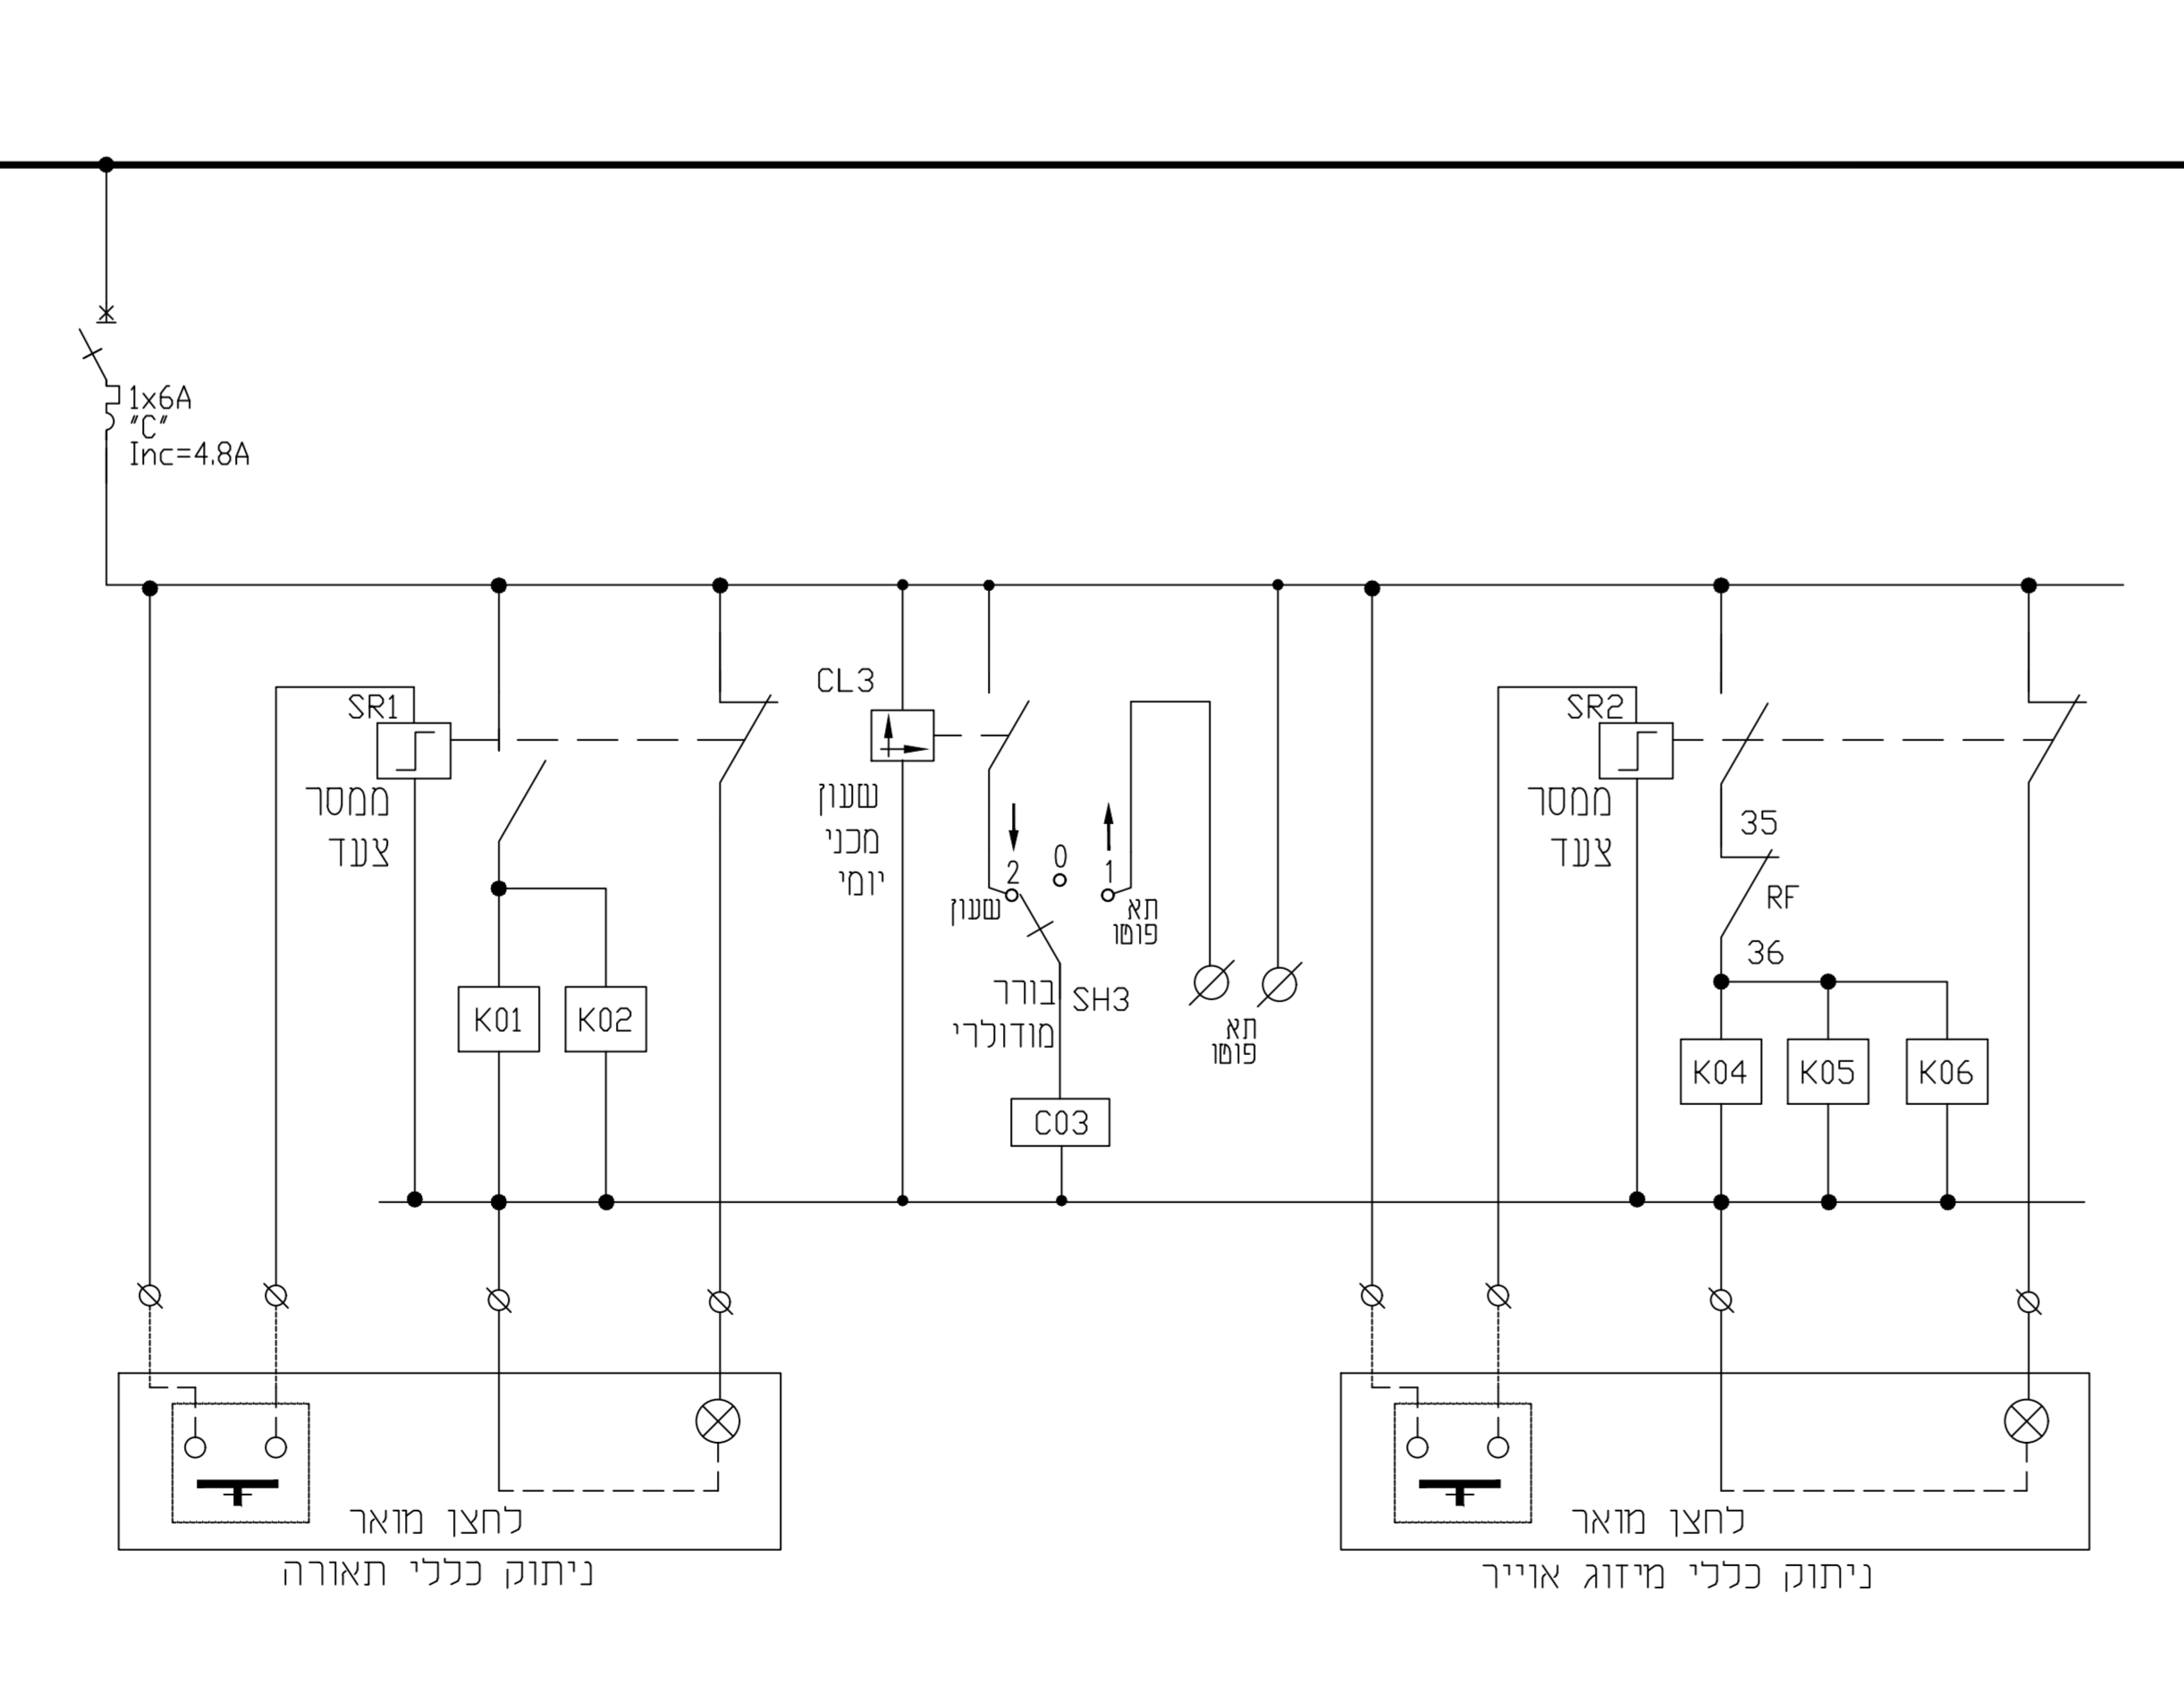 1x6A
"C"
Inc=4.8A
SR1
ממסר
צעד
K01
K02
CL3
שעון
מכני
יומי
2
0
1
שעון
תא
פוטו
בורר
מודולרי
SH3
C03
תא
פוטו
SR2
ממסר
צעד
35
RF
36
K04
K05
K06
לחצן מואר
ניתוק כללי תאורה
לחצן מואר
ניתוק כללי מיזוג אוייר